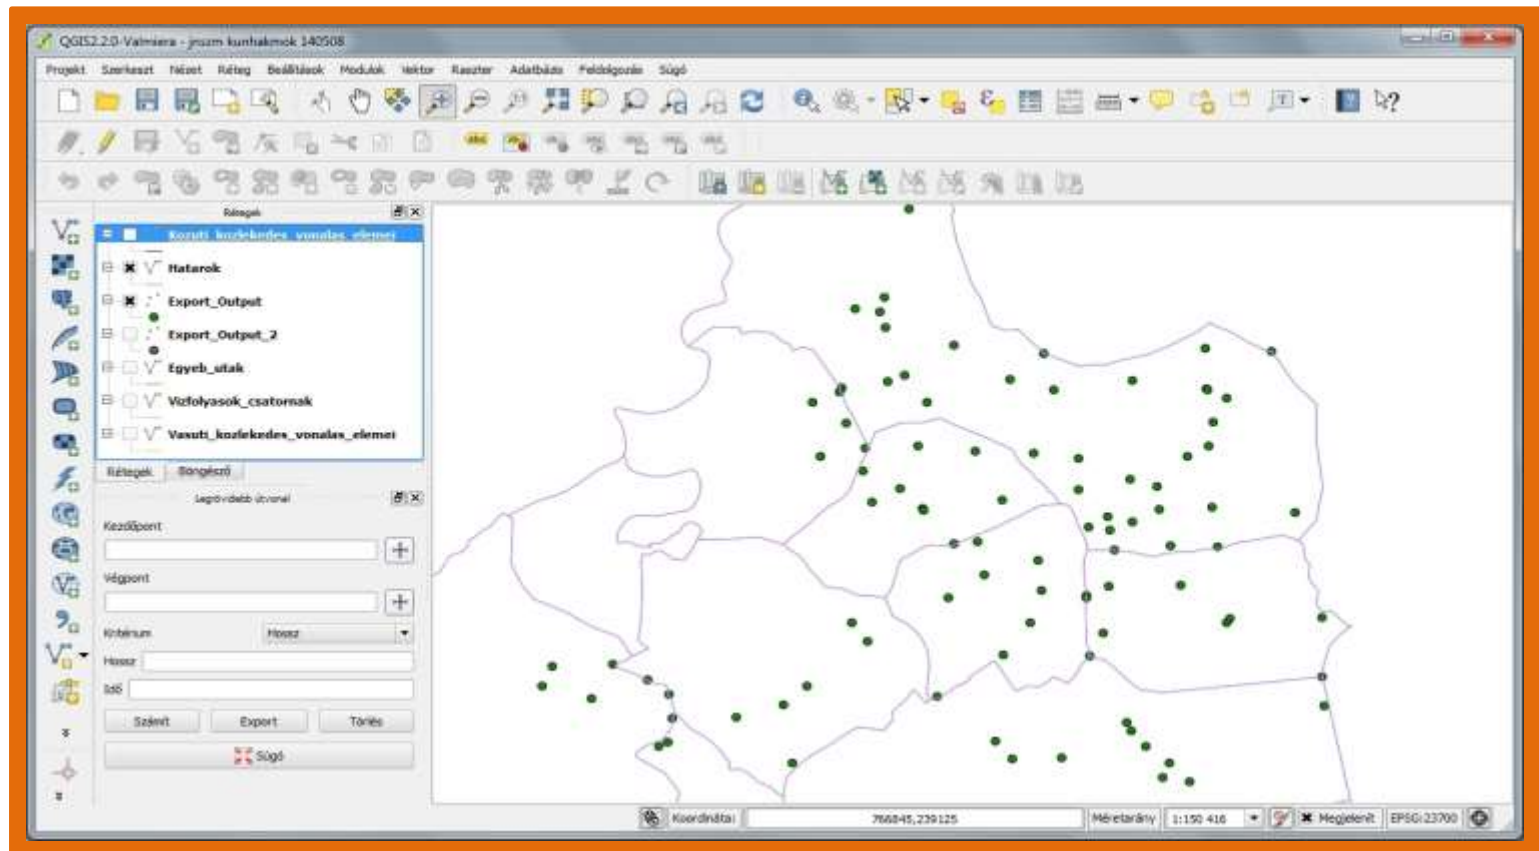 QGIS2.2.0-Valmiera - jnszm kunhakmok 140508
Projekt Szerkeszt Nézet Réteg Beállítások Modulok Vektor Raszter Adatbázis Feldolgozás Súgó
Rétegek
Kozuti_kozlekedes_vonalas_elemei
Hatarok
Export_Output
Export_Output_2
Egyeb_utak
Vizfolyasok_csatornak
Vasuti_kozlekedes_vonalas_elemei
Rétegek Böngésző
Legrövidebb útvonal
Kezdőpont
Végpont
Kritérium Hossz
Hossz
Idő
Számít Export Törlés
Súgó
Koordináta: 766845,239125 Méretarány 1:150 416 Megjelenít EPSG:23700